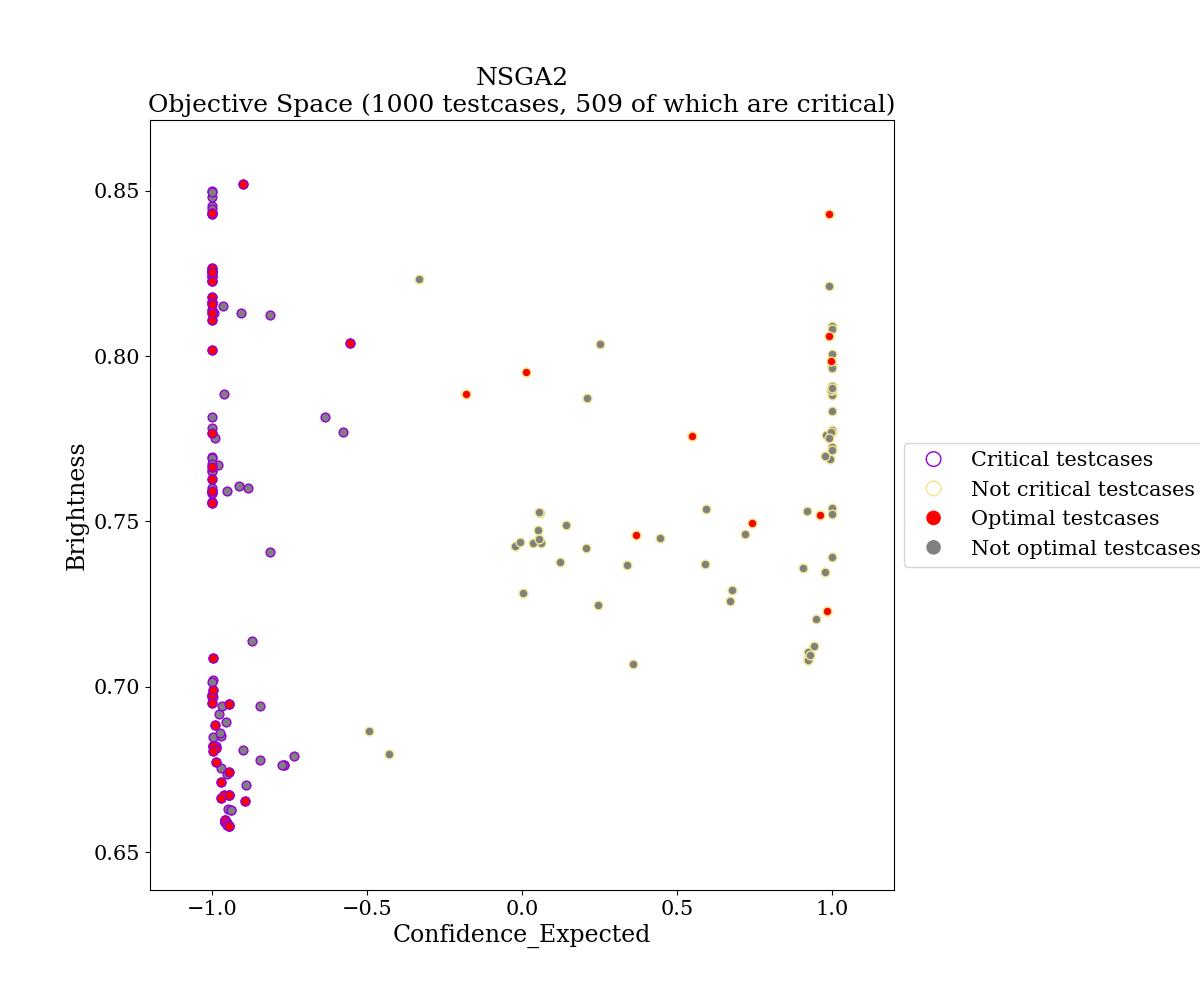 NSGA2
Objective Space (1000 testcases, 509 of which are critical)
Brightness
0.85
0.80
0.75
0.70
0.65
−1.0 −0.5 0.0 0.5 1.0
Confidence_Expected
Critical testcases
Not critical testcases
Optimal testcases
Not optimal testcases